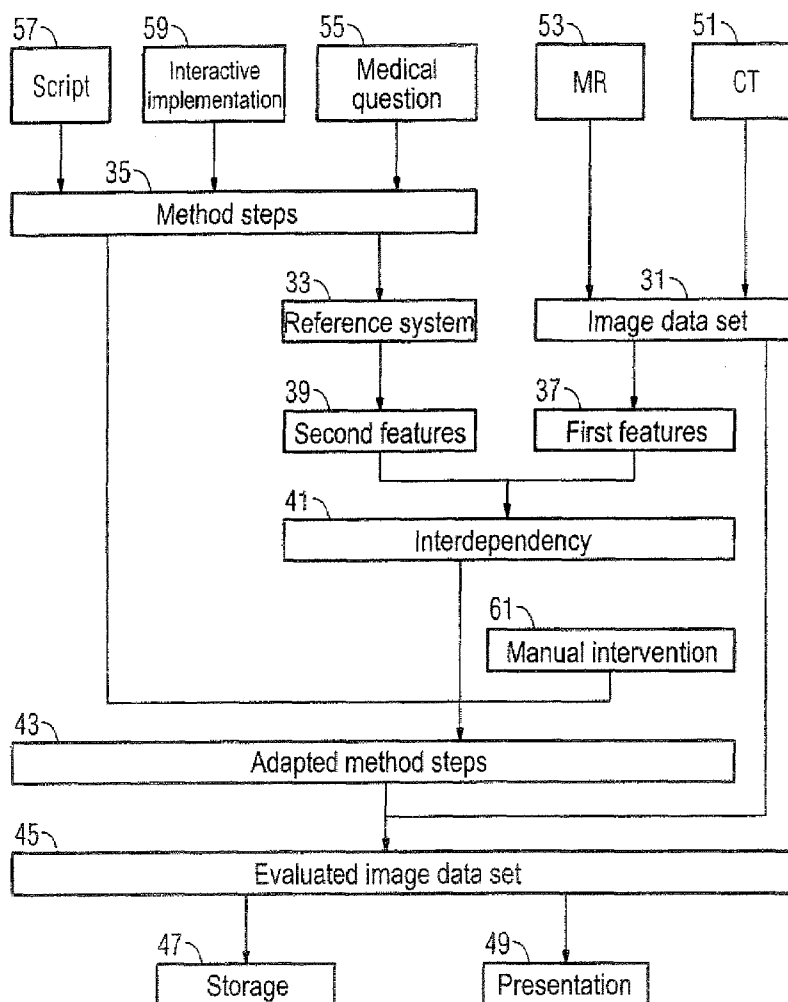 57
59
55
53
51
Script
Interactive
implementation
Medical
question
MR
CT
35
Method steps
33
31
Reference system
Image data set
39
37
Second features
First features
41
Interdependency
61
Manual intervention
43
Adapted method steps
45
Evaluated image data set
47
49
Storage
Presentation